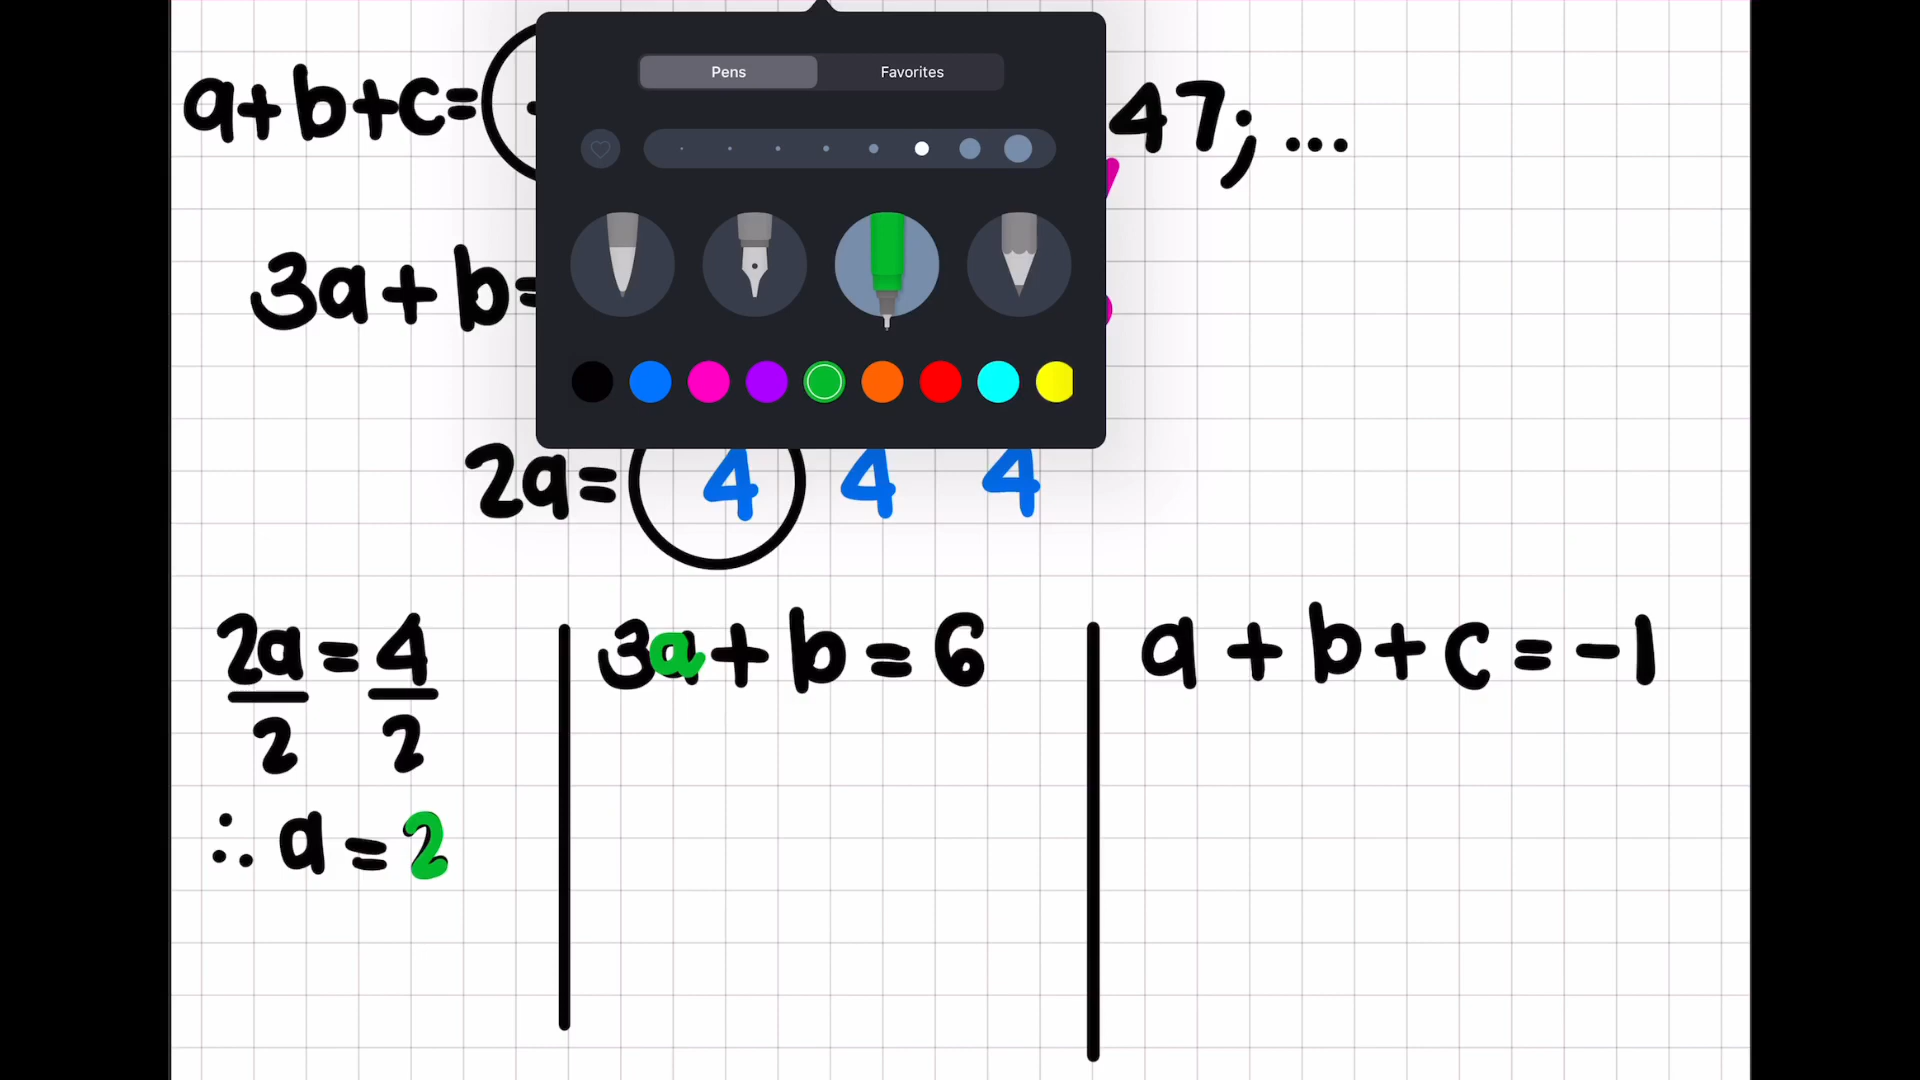 Pens Favorites
a+b+c= 47; ...
3a+b=
2a= 4 4 4
2a=4
2 2
∴ a=2
3a+b=6
a+b+c=-1